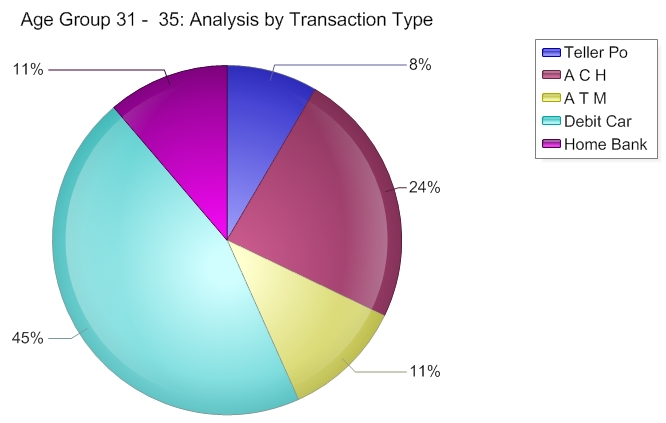 Age Group 31 -  35: Analysis by Transaction Type
Teller Po
A C H
A T M
Debit Car
Home Bank
11%
8%
24%
45%
11%